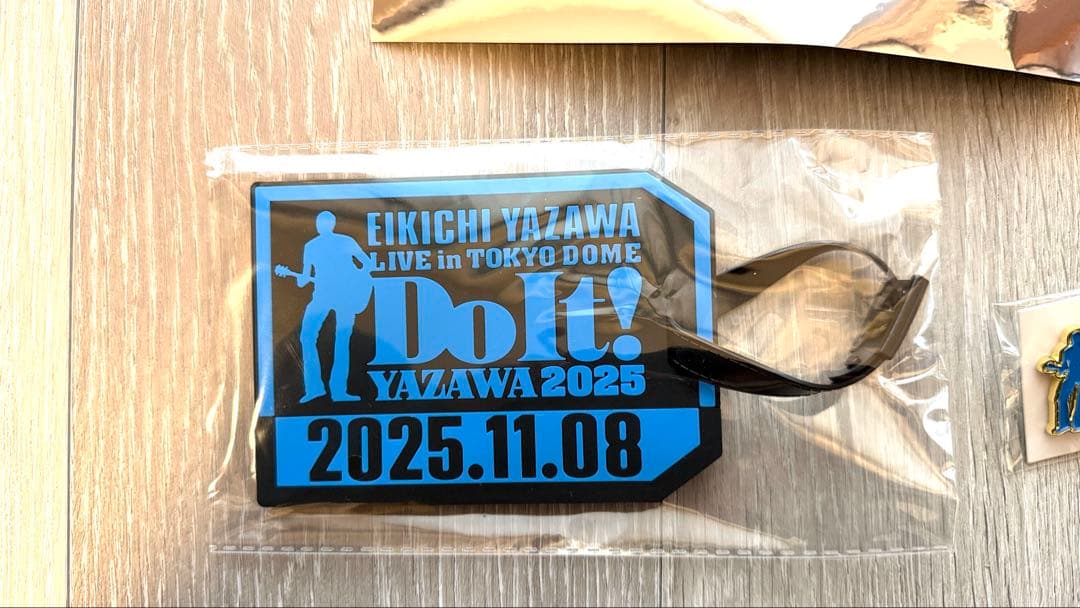 EIKICHI YAZAWA
LIVE in TOKYO DOME
Do It!
YAZAWA 2025
2025.11.08